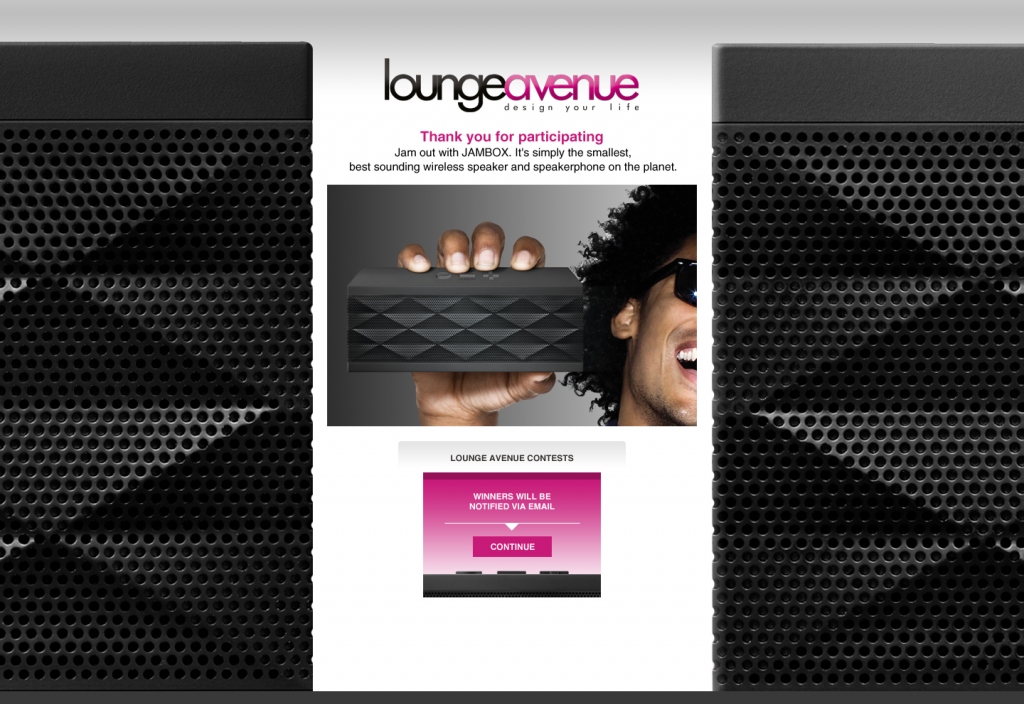 loungeavenue
design your life
Thank you for participating
Jam out with JAMBOX. It's simply the smallest,
best sounding wireless speaker and speakerphone on the planet.
LOUNGE AVENUE CONTESTS
WINNERS WILL BE
NOTIFIED VIA EMAIL
CONTINUE